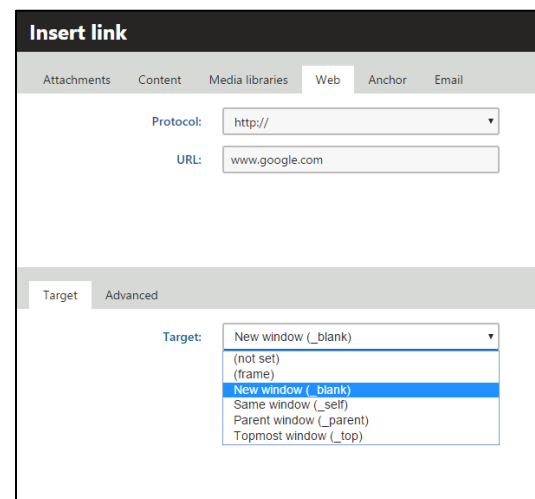 Insert link
Attachments Content Media libraries Web Anchor Email
Protocol: http://
URL: www.google.com
Target Advanced
Target: New window (_blank)
(not set)
(frame)
New window (_blank)
Same window (_self)
Parent window (_parent)
Topmost window (_top)